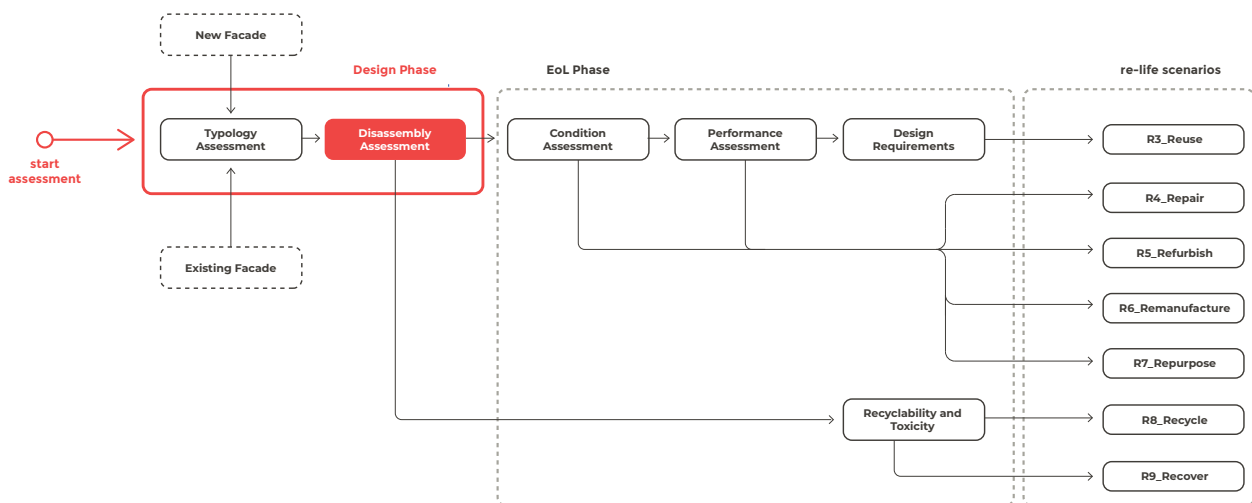 New Facade
Design Phase
EoL Phase
re-life scenarios
start
assessment
Typology
Assessment
Disassembly
Assessment
Condition
Assessment
Performance
Assessment
Design
Requirements
R3_Reuse
R4_Repair
Existing Facade
R5_Refurbish
R6_Remanufacture
R7_Repurpose
Recyclability and
Toxicity
R8_Recycle
R9_Recover